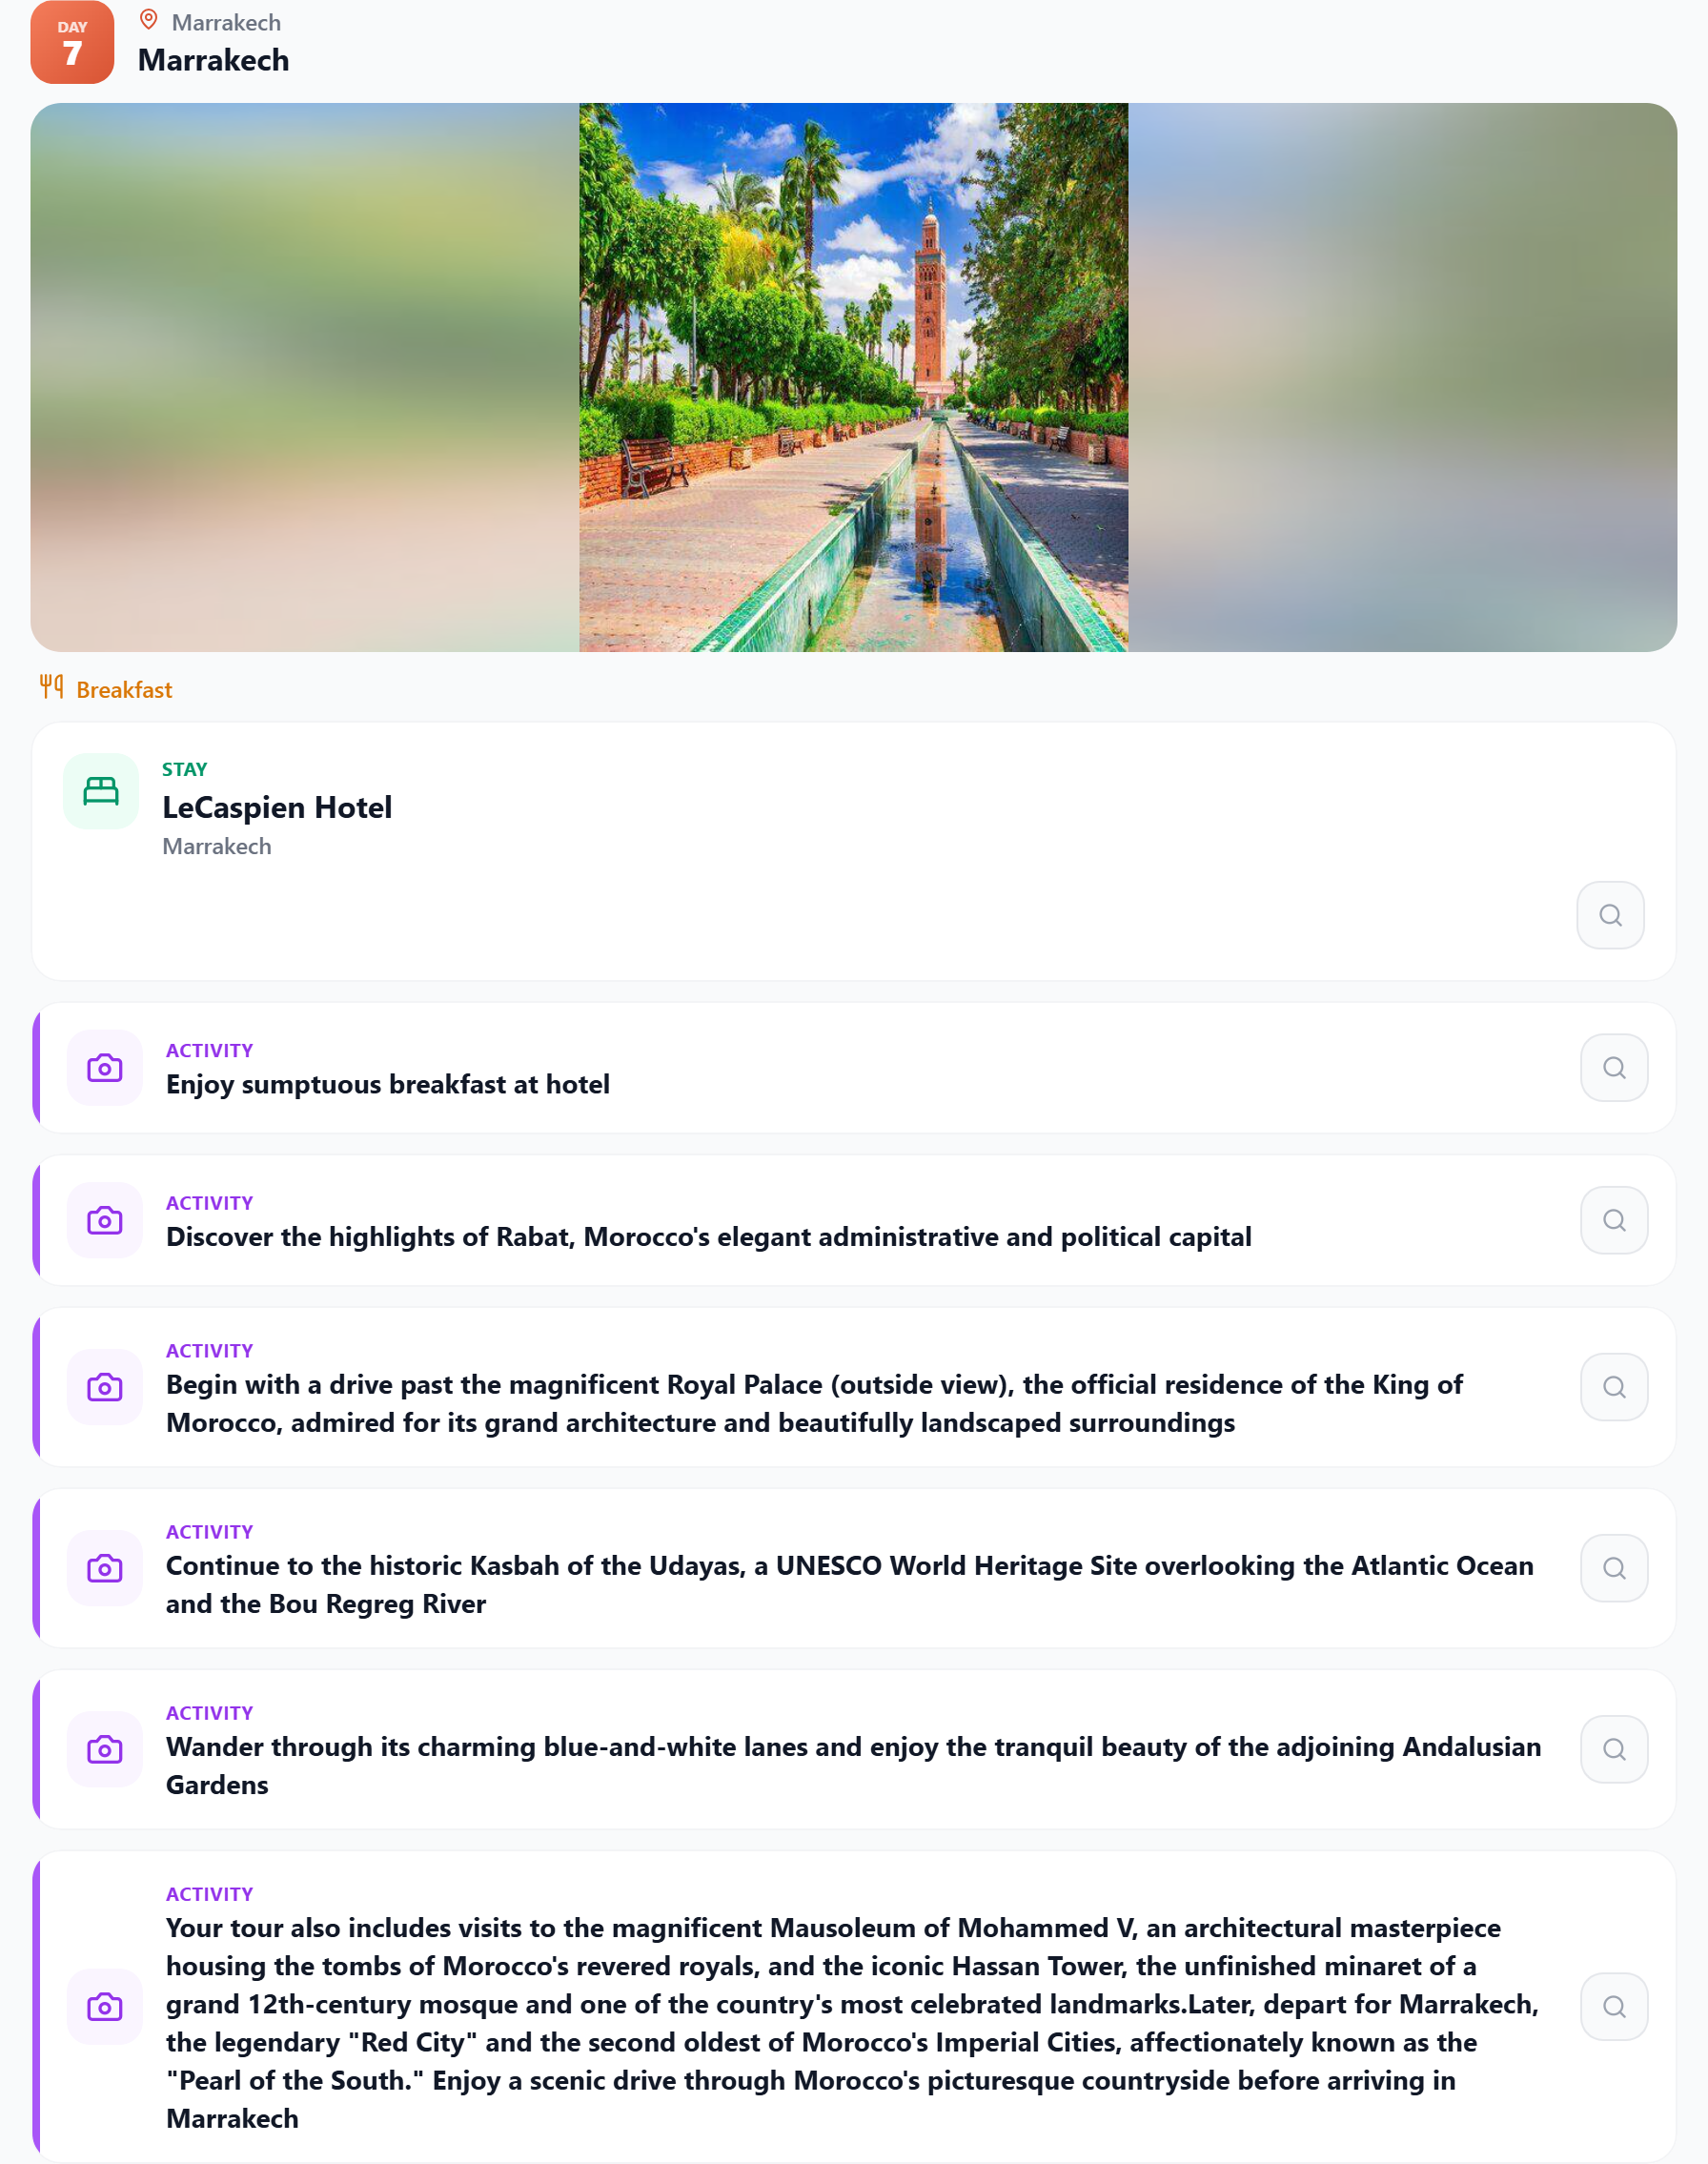 DAY
7
Marrakech
Marrakech
Breakfast
STAY
LeCaspien Hotel
Marrakech
ACTIVITY
Enjoy sumptuous breakfast at hotel
ACTIVITY
Discover the highlights of Rabat, Morocco's elegant administrative and political capital
ACTIVITY
Begin with a drive past the magnificent Royal Palace (outside view), the official residence of the King of
Morocco, admired for its grand architecture and beautifully landscaped surroundings
ACTIVITY
Continue to the historic Kasbah of the Udayas, a UNESCO World Heritage Site overlooking the Atlantic Ocean
and the Bou Regreg River
ACTIVITY
Wander through its charming blue-and-white lanes and enjoy the tranquil beauty of the adjoining Andalusian
Gardens
ACTIVITY
Your tour also includes visits to the magnificent Mausoleum of Mohammed V, an architectural masterpiece
housing the tombs of Morocco's revered royals, and the iconic Hassan Tower, the unfinished minaret of a
grand 12th-century mosque and one of the country's most celebrated landmarks.Later, depart for Marrakech,
the legendary "Red City" and the second oldest of Morocco's Imperial Cities, affectionately known as the
"Pearl of the South." Enjoy a scenic drive through Morocco's picturesque countryside before arriving in
Marrakech